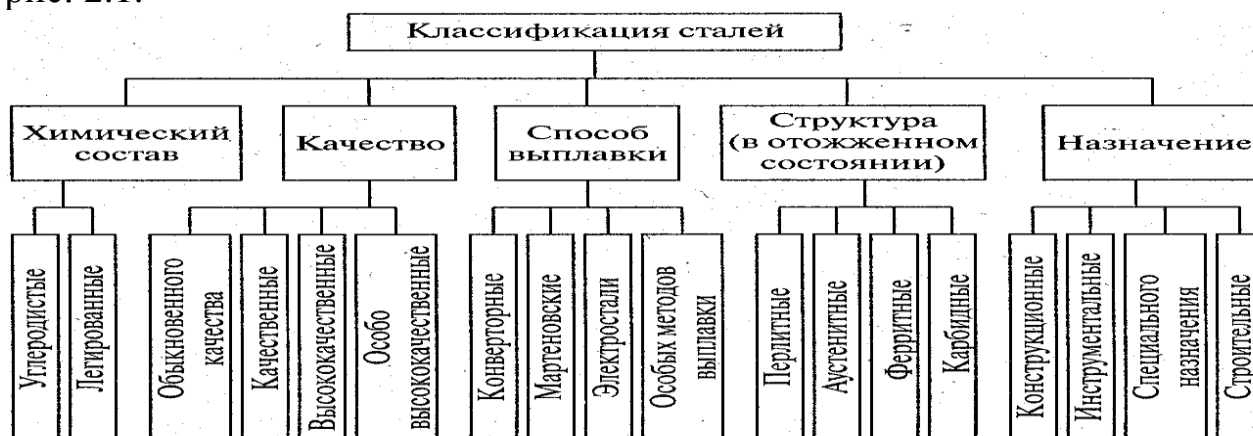 рис. 2.1.
Классификация сталей
Химический
состав
Качество
Способ
выплавки
Структура
(в отожженном
состоянии)
Назначение
Углеродистые
Легированные
Обыкновенного
качества
Качественные
Высококачественные
Особо
высококачественные
Конверторные
Мартеновские
Электростали
Особых методов
выплавки
Перлитные
Аустенитные
Ферритные
Карбидные
Конструкционные
Инструментальные
Специального
назначения
Строительные